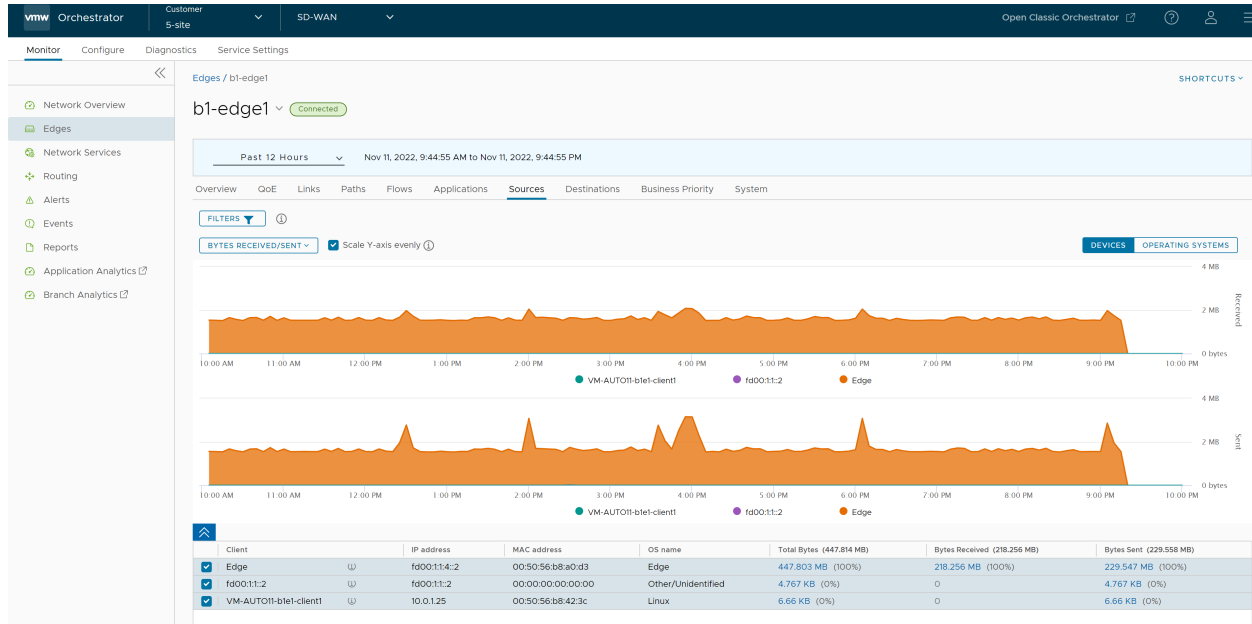 vmw Orchestrator
Customer
5-site
SD-WAN
Open Classic Orchestrator
Monitor Configure Diagnostics Service Settings
Network Overview
Edges
Network Services
Routing
Alerts
Events
Reports
Application Analytics
Branch Analytics
Edges / b1-edge1
SHORTCUTS
b1-edge1 Connected
Past 12 Hours Nov 11, 2022, 9:44:55 AM to Nov 11, 2022, 9:44:55 PM
Overview QoE Links Paths Flows Applications Sources Destinations Business Priority System
FILTERS
BYTES RECEIVED/SENT Scale Y-axis evenly
DEVICES OPERATING SYSTEMS
4 MB
2 MB
0 bytes
Received
10:00 AM 11:00 AM 12:00 PM 1:00 PM 2:00 PM 3:00 PM 4:00 PM 5:00 PM 6:00 PM 7:00 PM 8:00 PM 9:00 PM 10:00 PM
VM-AUTO11-b1e1-client1 fd00:1:1::2 Edge
4 MB
2 MB
0 bytes
Sent
10:00 AM 11:00 AM 12:00 PM 1:00 PM 2:00 PM 3:00 PM 4:00 PM 5:00 PM 6:00 PM 7:00 PM 8:00 PM 9:00 PM 10:00 PM
VM-AUTO11-b1e1-client1 fd00:1:1::2 Edge
Client IP address MAC address OS name Total Bytes (447.814 MB) Bytes Received (218.256 MB) Bytes Sent (229.558 MB)
Edge fd00:1:1:4::2 00:50:56:b8:a0:d3 Edge 447.803 MB (100%) 218.256 MB (100%) 229.547 MB (100%)
fd00:1:1::2 fd00:1:1::2 00:00:00:00:00:00 Other/Unidentified 4.767 KB (0%) 0 4.767 KB (0%)
VM-AUTO11-b1e1-client1 10.0.1.25 00:50:56:b8:42:3c Linux 6.66 KB (0%) 0 6.66 KB (0%)